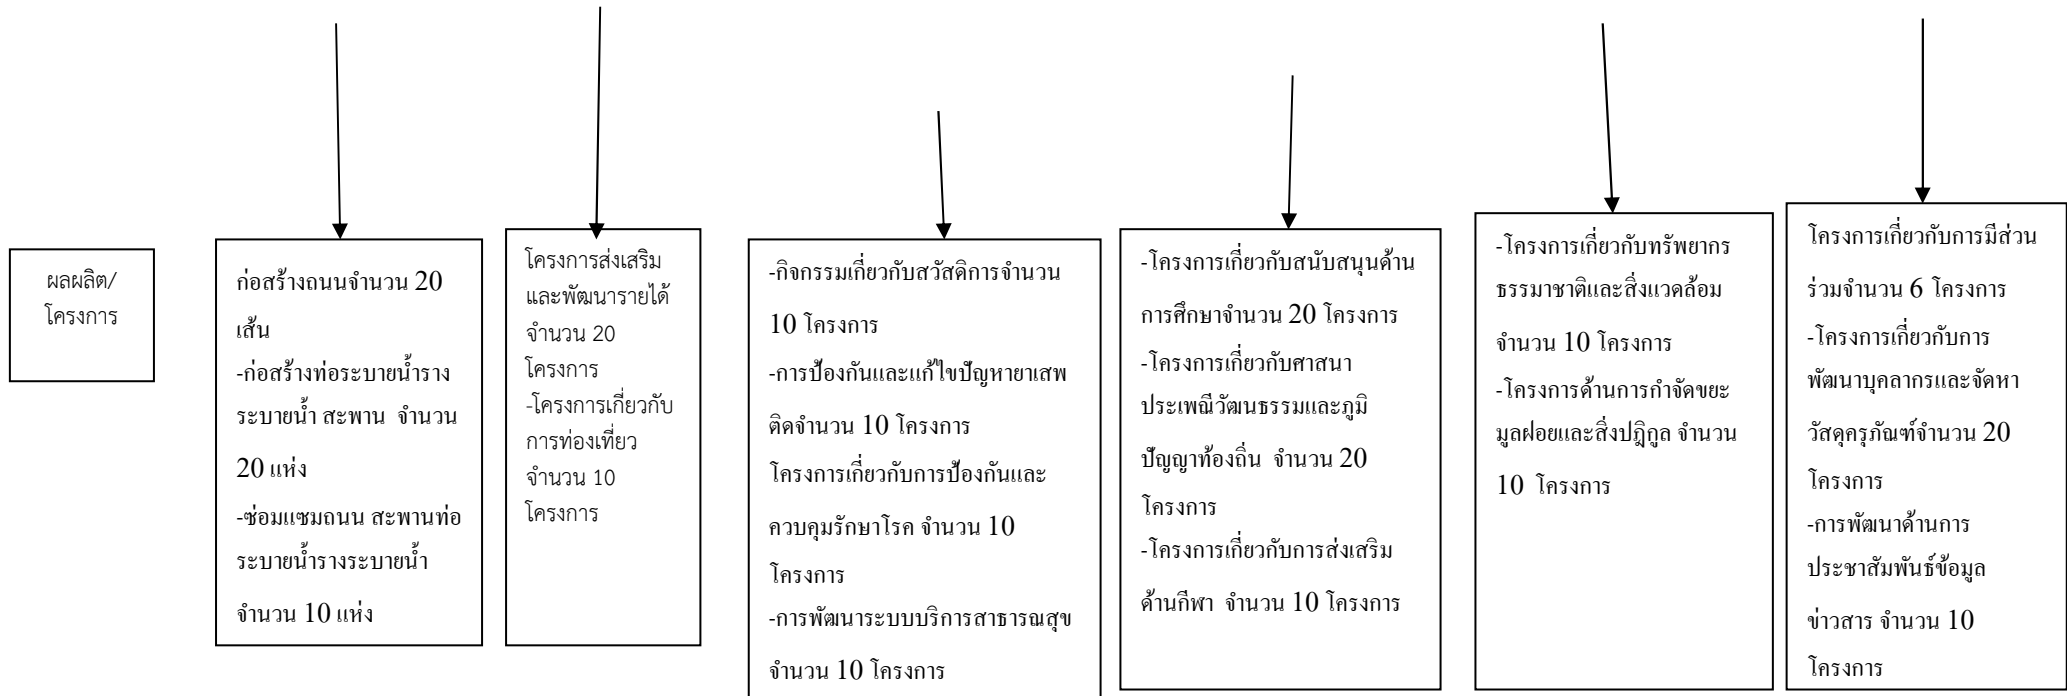 ผลผลิต/
โครงการ
ก่อสร้างถนนจำนวน 20
เส้น
-ก่อสร้างท่อระบายน้ำราง
ระบายน้ำ สะพาน จำนวน
20 แห่ง
-ซ่อมแซมถนน สะพานท่อ
ระบายน้ำรางระบายน้ำ
จำนวน 10 แห่ง
โครงการส่งเสริม
และพัฒนารายได้
จำนวน 20
โครงการ
-โครงการเกี่ยวกับ
การท่องเที่ยว
จำนวน 10
โครงการ
-กิจกรรมเกี่ยวกับสวัสดิการจำนวน
10 โครงการ
-การป้องกันและแก้ไขปัญหายาเสพ
ติดจำนวน 10 โครงการ
โครงการเกี่ยวกับการป้องกันและ
ควบคุมรักษาโรค จำนวน 10
โครงการ
-การพัฒนาระบบบริการสาธารณสุข
จำนวน 10 โครงการ
-โครงการเกี่ยวกับสนับสนุนด้าน
การศึกษาจำนวน 20 โครงการ
-โครงการเกี่ยวกับศาสนา
ประเพณีวัฒนธรรมและภูมิ
ปัญญาท้องถิ่น จำนวน 20
โครงการ
-โครงการเกี่ยวกับการส่งเสริม
ด้านกีฬา จำนวน 10 โครงการ
-โครงการเกี่ยวกับทรัพยากร
ธรรมาชาติและสิ่งแวดล้อม
จำนวน 10 โครงการ
-โครงการด้านการกำจัดขยะ
มูลฝอยและสิ่งปฎิกูล จำนวน
10 โครงการ
โครงการเกี่ยวกับการมีส่วน
ร่วมจำนวน 6 โครงการ
-โครงการเกี่ยวกับการ
พัฒนาบุคลากรและจัดหา
วัสดุครุภัณฑ์จำนวน 20
โครงการ
-การพัฒนาด้านการ
ประชาสัมพันธ์ข้อมูล
ข่าวสาร จำนวน 10
โครงการ